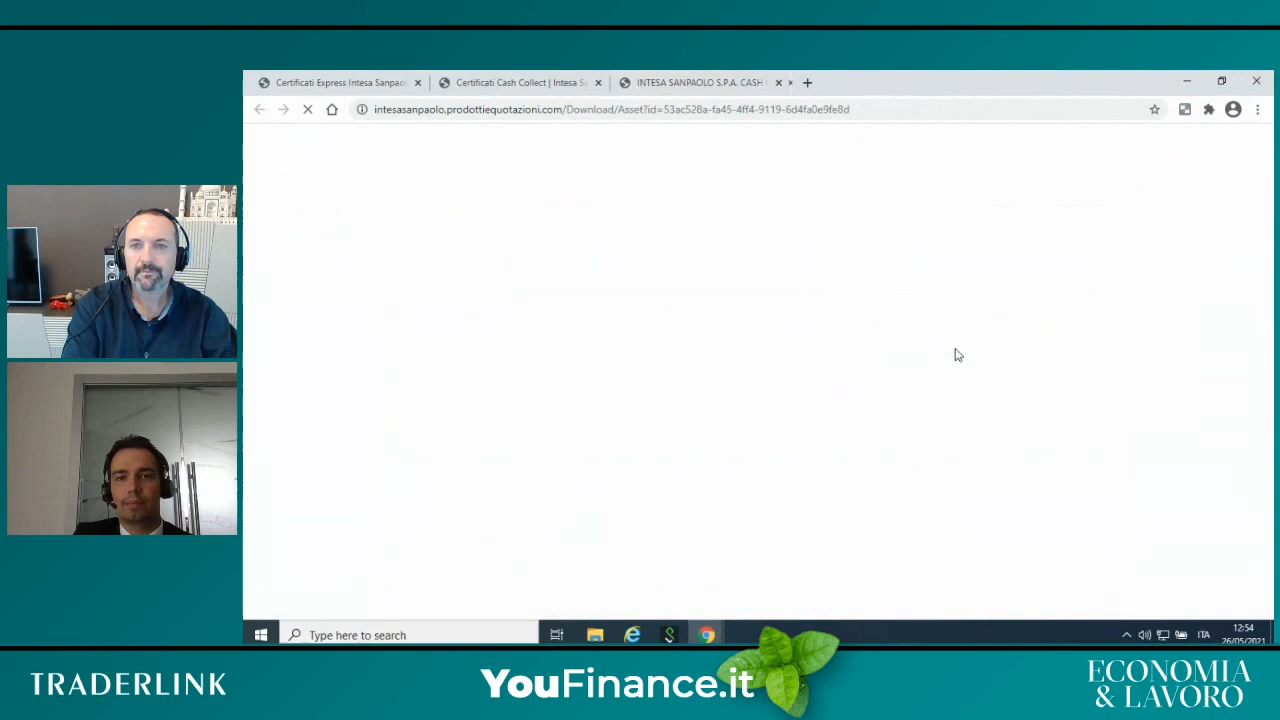 Certificati Express Intesa Sanpao
Certificati Cash Collect | Intesa S
INTESA SANPAOLO S.P.A. CASH
intesasanpaolo.prodottiequotazioni.com/Download/Asset?id=53ac528a-fa45-4ff4-9119-6d4fa0e9fe8d
Type here to search
ITA
12:54
26/05/2021
TRADERLINK
YouFinance.it
ECONOMIA
& LAVORO